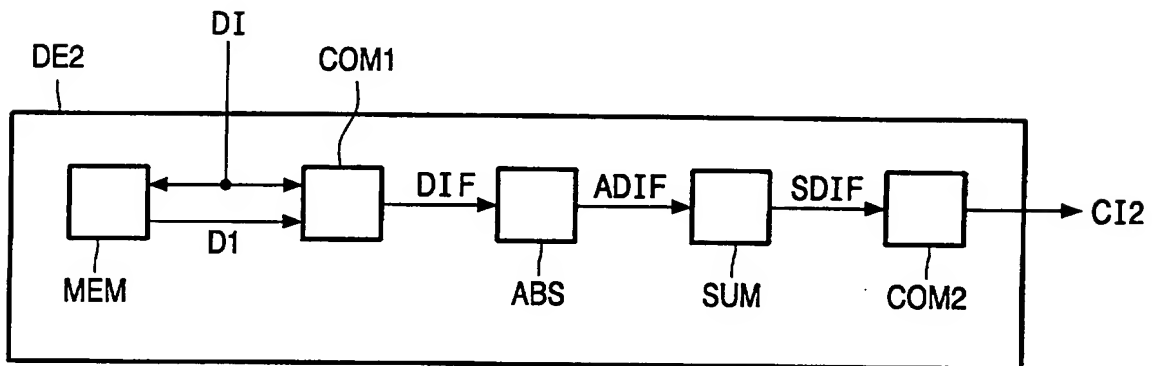 DI
DE2
COM1
DIF
ADIF
SDIF
CI2
D1
MEM
ABS
SUM
COM2